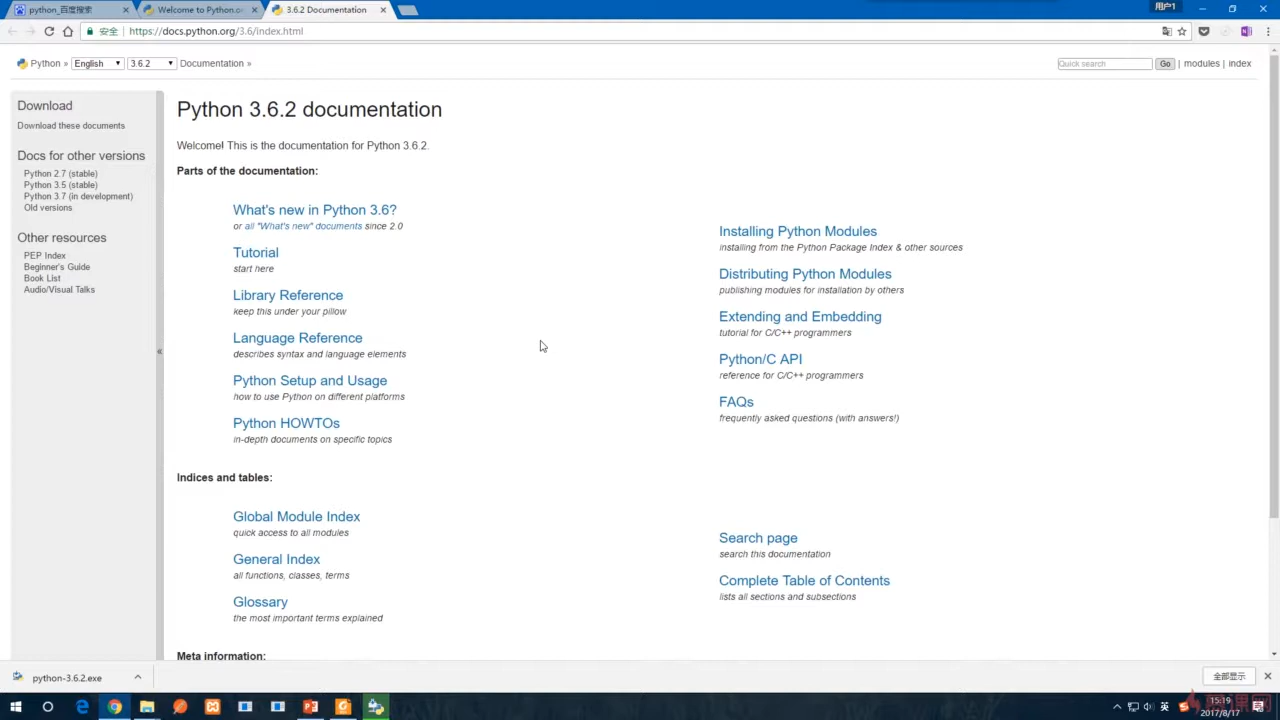 python_百度搜索
Welcome to Python.o
3.6.2 Documentation
用户1
安全 https://docs.python.org/3.6/index.html
Python » English 3.6.2 Documentation »
Quick search Go | modules | index
Download
Download these documents
Docs for other versions
Python 2.7 (stable)
Python 3.5 (stable)
Python 3.7 (in development)
Old versions
Other resources
PEP Index
Beginner's Guide
Book List
Audio/Visual Talks
«
Python 3.6.2 documentation
Welcome! This is the documentation for Python 3.6.2.
Parts of the documentation:
What's new in Python 3.6?
or all "What's new" documents since 2.0
Tutorial
start here
Library Reference
keep this under your pillow
Language Reference
describes syntax and language elements
Python Setup and Usage
how to use Python on different platforms
Python HOWTOs
in-depth documents on specific topics
Installing Python Modules
installing from the Python Package Index & other sources
Distributing Python Modules
publishing modules for installation by others
Extending and Embedding
tutorial for C/C++ programmers
Python/C API
reference for C/C++ programmers
FAQs
frequently asked questions (with answers!)
Indices and tables:
Global Module Index
quick access to all modules
General Index
all functions, classes, terms
Glossary
the most important terms explained
Search page
search this documentation
Complete Table of Contents
lists all sections and subsections
Meta information:
python-3.6.2.exe
全部显示
英
15:19
2017/8/17